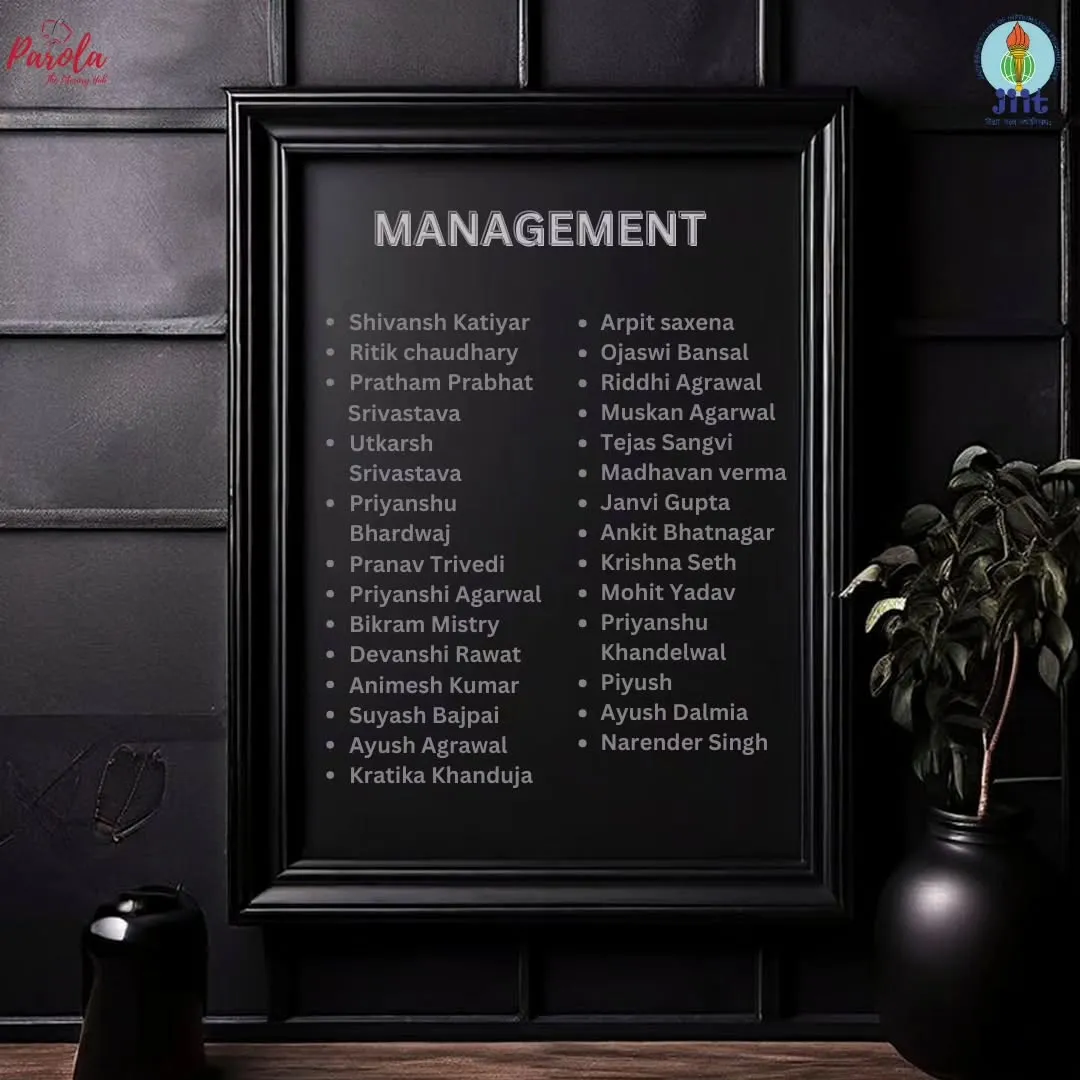 Parola
The Literary Hub
jiit
MANAGEMENT
Shivansh Katiyar
Ritik chaudhary
Pratham Prabhat
Srivastava
Utkarsh
Srivastava
Priyanshu
Bhardwaj
Pranav Trivedi
Priyanshi Agarwal
Bikram Mistry
Devanshi Rawat
Animesh Kumar
Suyash Bajpai
Ayush Agrawal
Kratika Khanduja
Arpit saxena
Ojaswi Bansal
Riddhi Agrawal
Muskan Agarwal
Tejas Sangvi
Madhavan verma
Janvi Gupta
Ankit Bhatnagar
Krishna Seth
Mohit Yadav
Priyanshu
Khandelwal
Piyush
Ayush Dalmia
Narender Singh